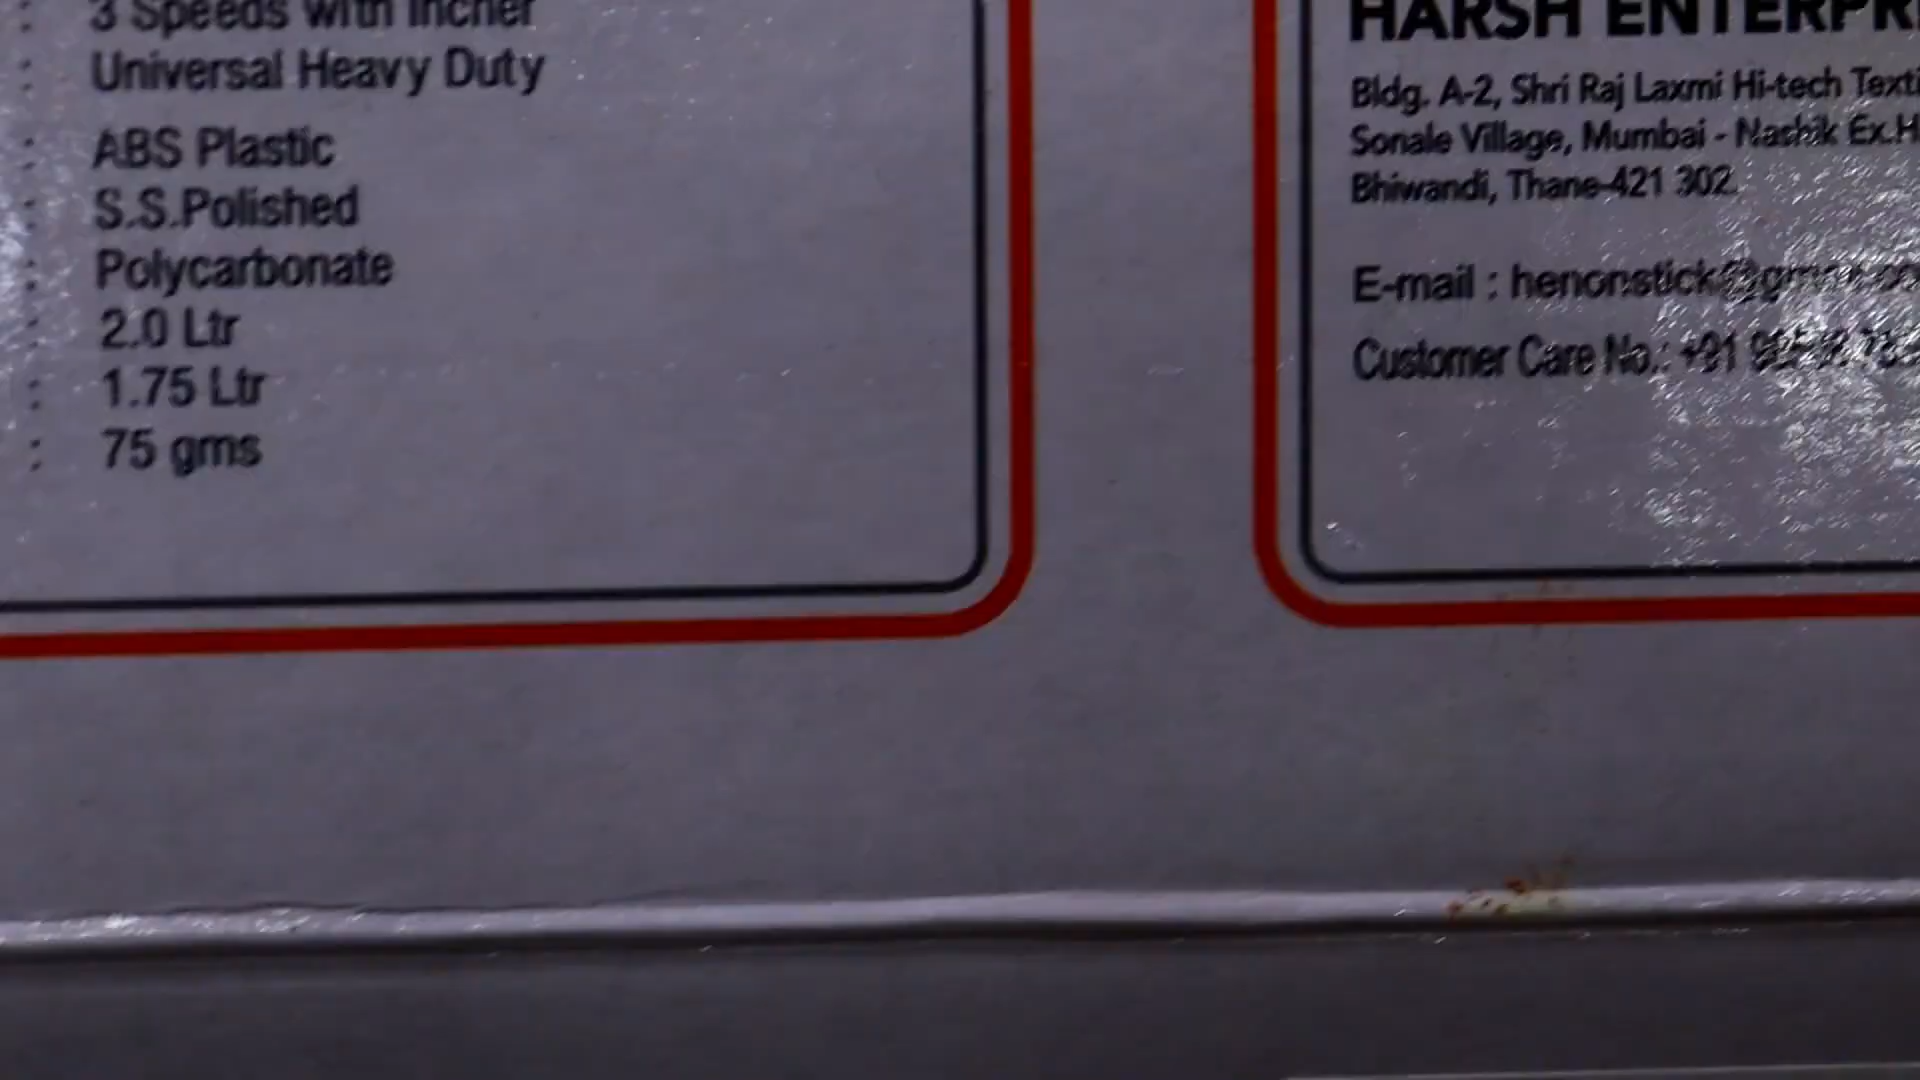 : 3 Speeds with Incher
: Universal Heavy Duty
: ABS Plastic
: S.S.Polished
: Polycarbonate
: 2.0 Ltr
: 1.75 Ltr
: 75 gms
HARSH
Bldg. A-2, Shri Raj Laxmi Hi-tech
Sonale Village, Mumbai - Nashik Ex.H
Bhiwandi, Thane-421 302.
E-mail :
Customer Care No.: +91